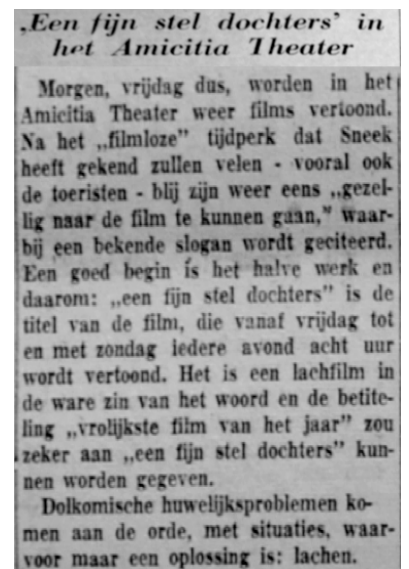 ‚Een fijn stel dochters’ in
het Amicitia Theater
Morgen, vrijdag dus, worden in het
Amicitia Theater weer films vertoond.
Na het „filmloze” tijdperk dat Sneek
heeft gekend zullen velen - vooral ook
de toeristen - blij zijn weer eens „gezel-
lig naar de film te kunnen gaan,” waar-
bij een bekende slogan wordt geciteerd.
Een goed begin is het halve werk en
daarom: „een fijn stel dochters” is de
titel van de film, die vanaf vrijdag tot
en met zondag iedere avond acht uur
wordt vertoond. Het is een lachfilm in
de ware zin van het woord en de betite-
ling „vrolijkste film van het jaar” zou
zeker aan „een fijn stel dochters” kun-
nen worden gegeven.
Dolkomische huwelijksproblemen ko-
men aan de orde, met situaties, waar-
voor maar een oplossing is: lachen.